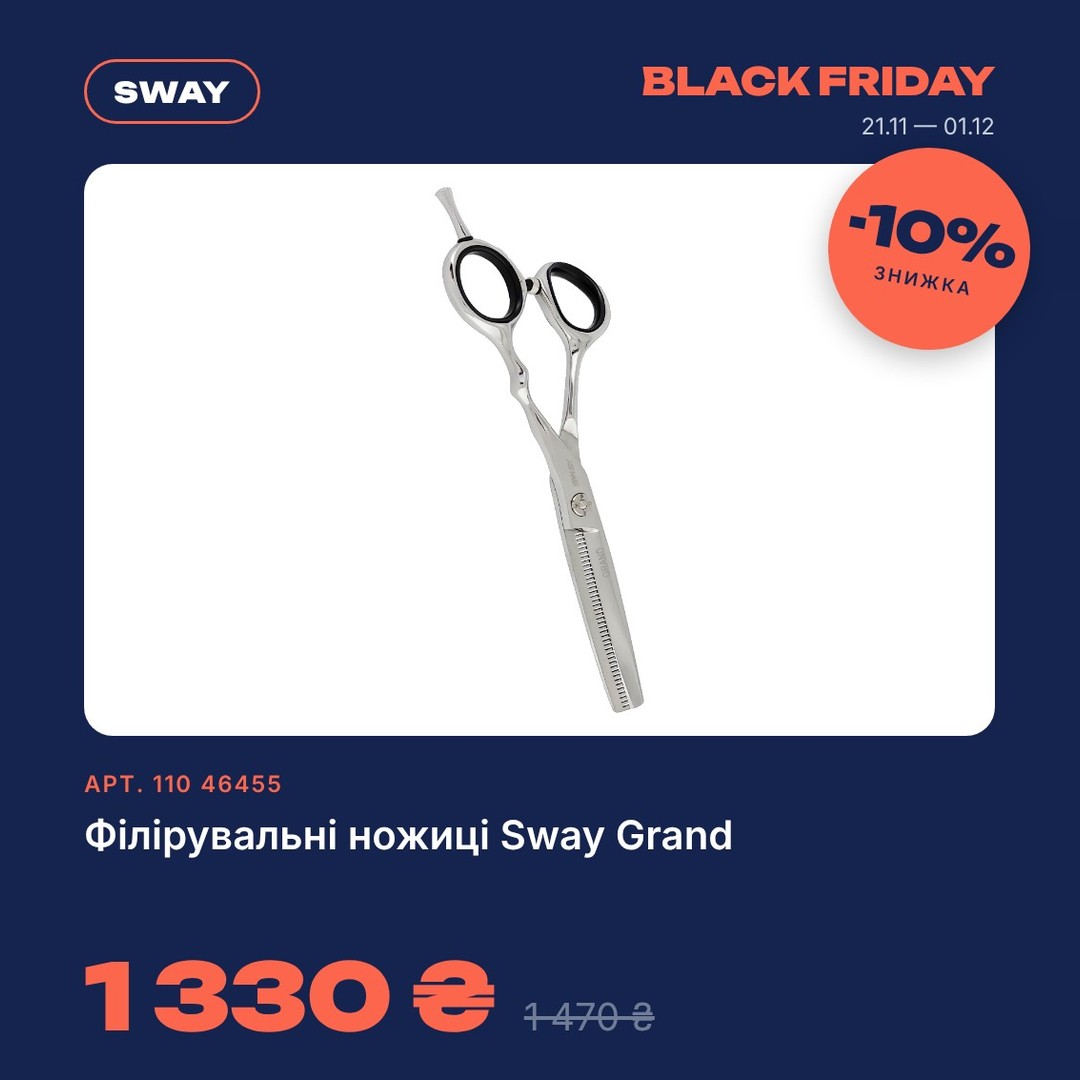 SWAY
BLACK FRIDAY
21.11 — 01.12
-10%
ЗНИЖКА
GRAND
АРТ. 110 46455
Філірувальні ножиці Sway Grand
1 330 ₴
1 470 ₴